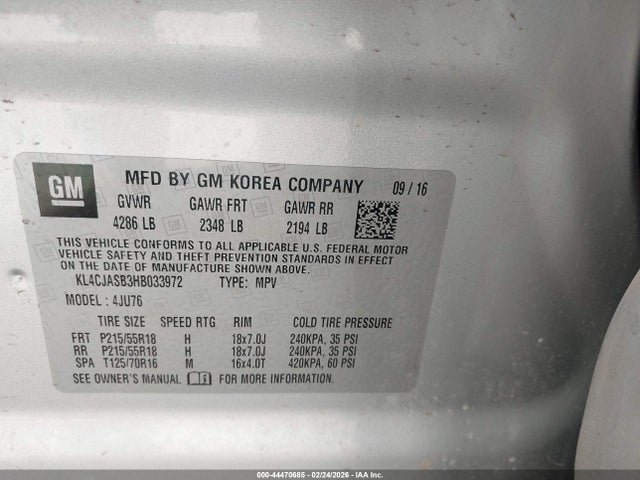 GM
MFD BY GM KOREA COMPANY 09/16
GVWR GAWR FRT GAWR RR
4286 LB 2348 LB 2194 LB
THIS VEHICLE CONFORMS TO ALL APPLICABLE U.S. FEDERAL MOTOR
VEHICLE SAFETY AND THEFT PREVENTION STANDARDS IN EFFECT ON
THE DATE OF MANUFACTURE SHOWN ABOVE.
KL4CJASB3HB033972 TYPE: MPV
MODEL: 4JU76
TIRE SIZE SPEED RTG RIM COLD TIRE PRESSURE
FRT P215/55R18 H 18x7.0J 240KPA, 35 PSI
RR P215/55R18 H 18x7.0J 240KPA, 35 PSI
SPA T125/70R16 M 16x4.0T 420KPA, 60 PSI
SEE OWNER'S MANUAL i FOR MORE INFORMATION.
000-44470685 - 02/24/2026 - IAA Inc.